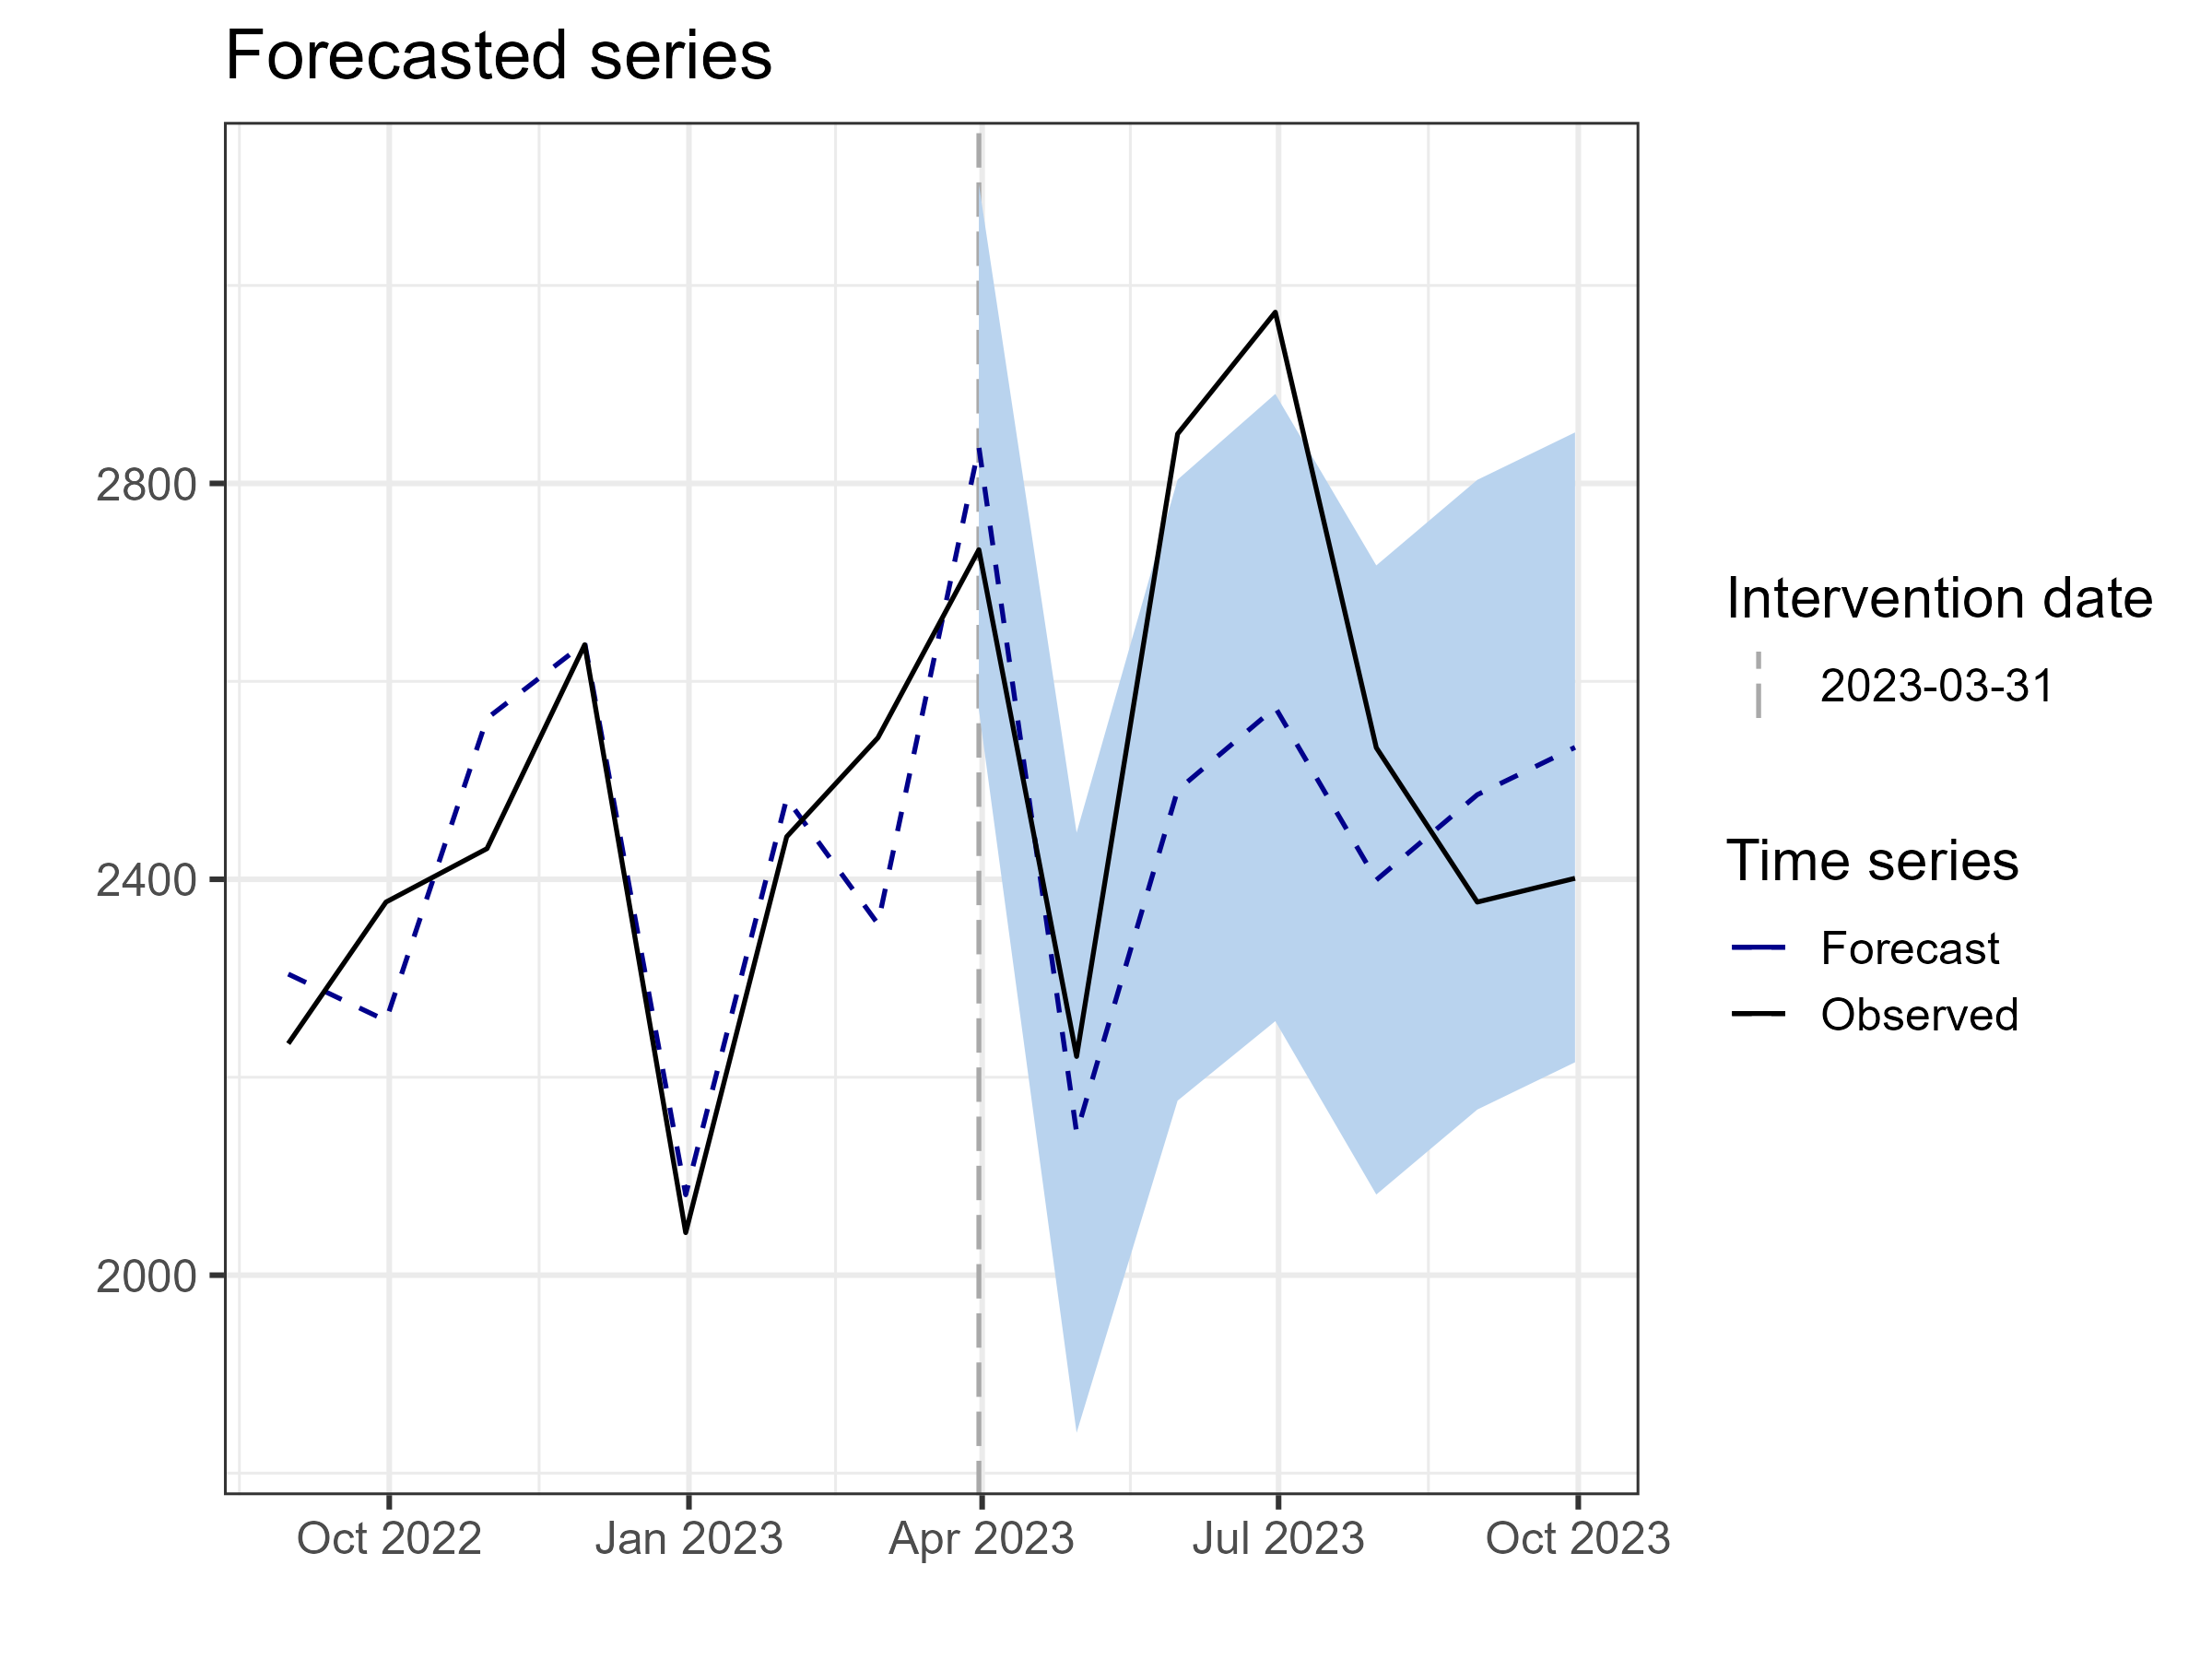 Forecasted series
2800
2400
2000
Oct 2022
Jan 2023
Apr 2023
Jul 2023
Oct 2023
Intervention date
2023-03-31
Time series
Forecast
Observed